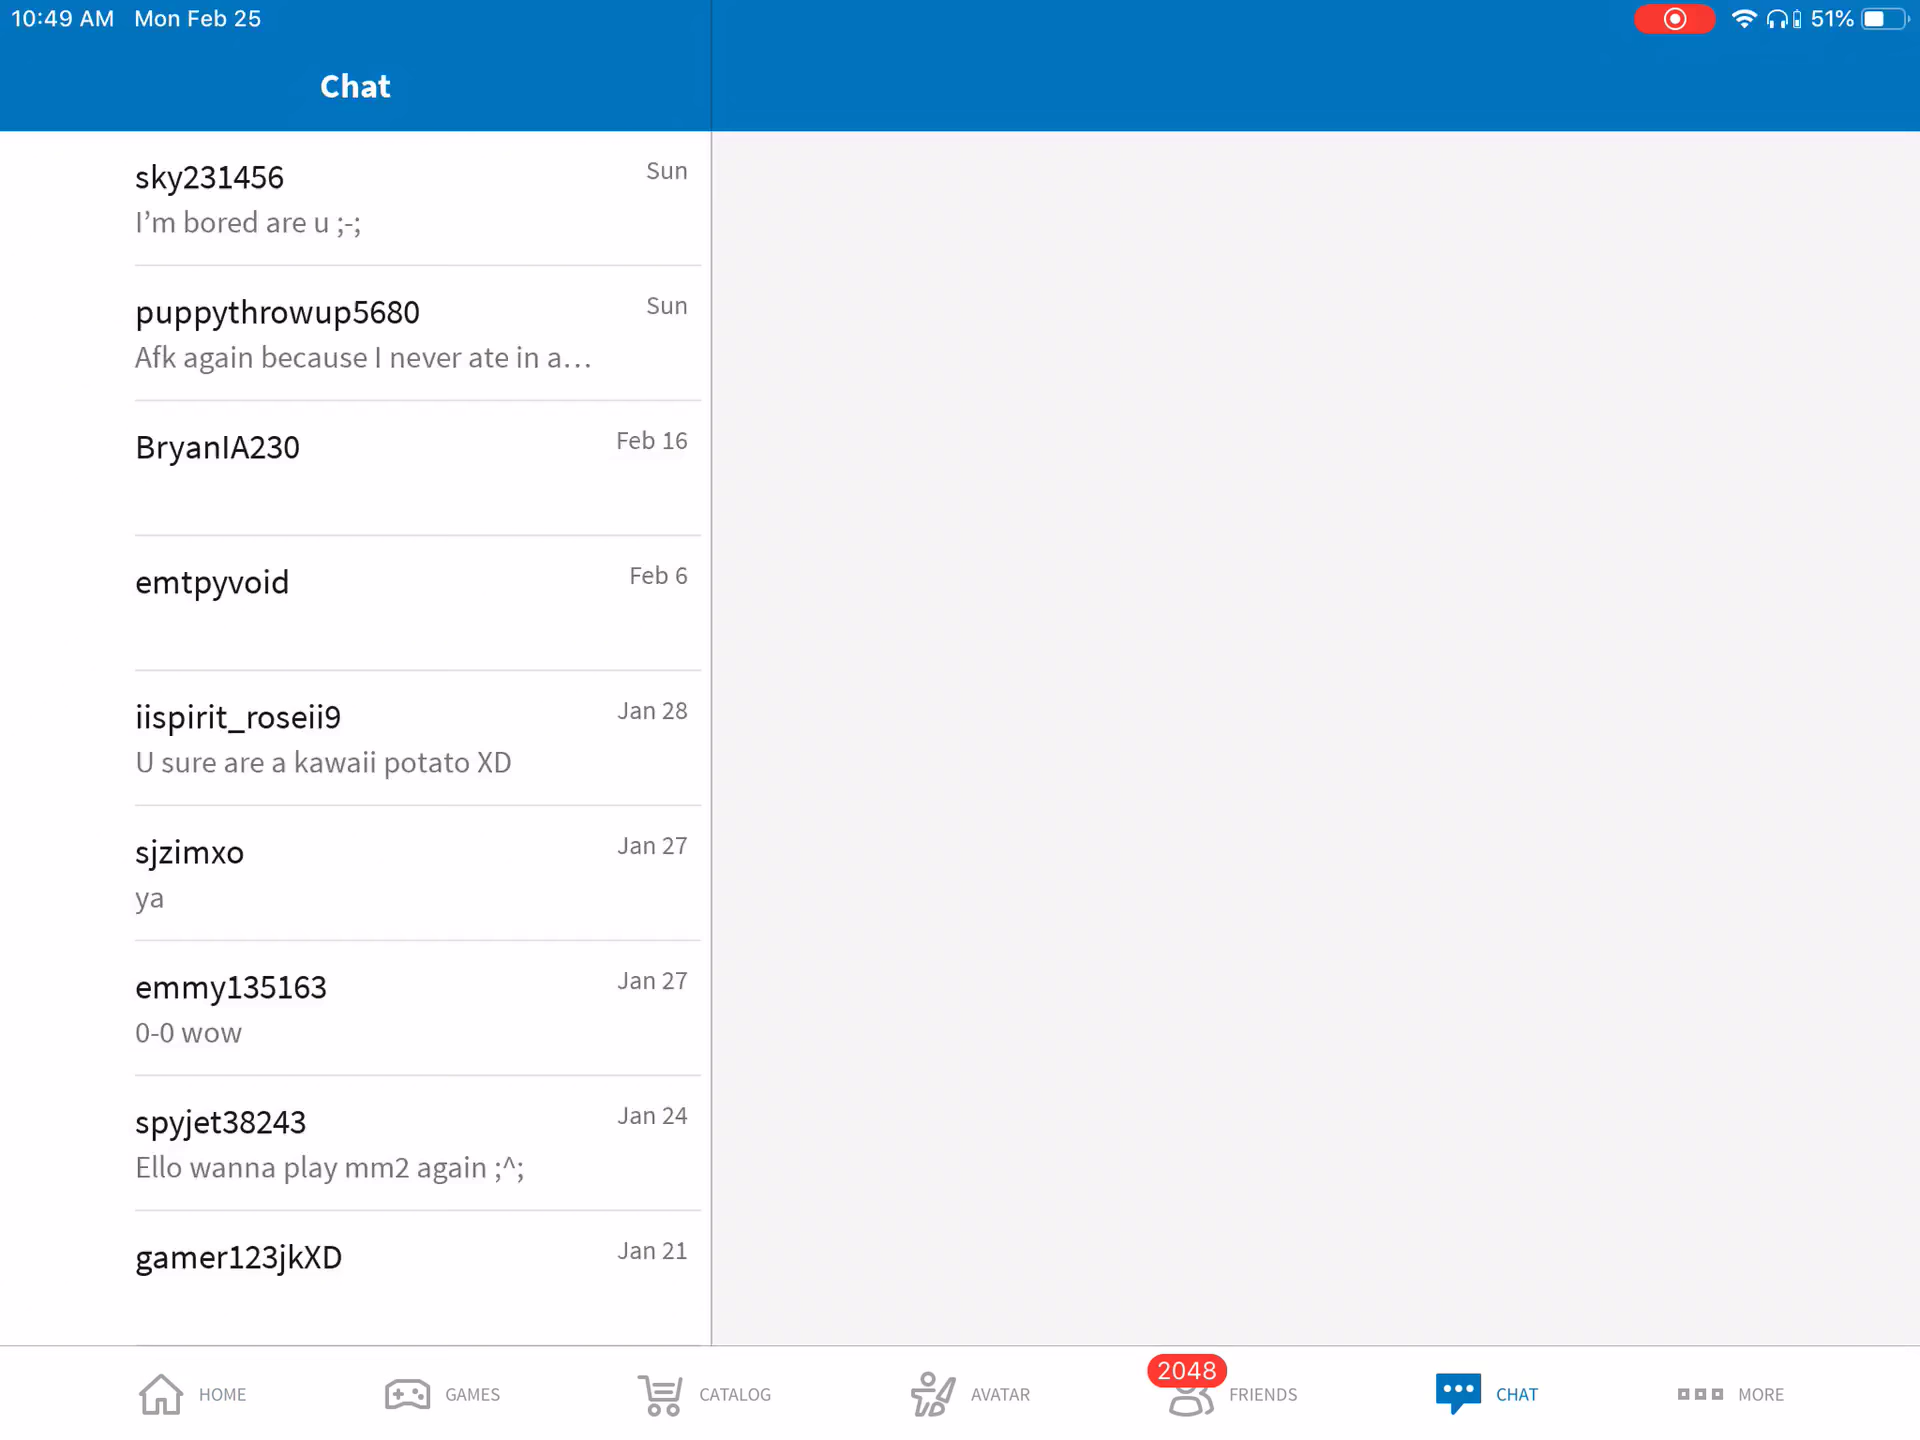 10:49 AM Mon Feb 25
51%
Chat
sky231456 Sun
I'm bored are u ;-;
puppythrowup5680 Sun
Afk again because I never ate in a…
BryanIA230 Feb 16
emtpyvoid Feb 6
iispirit_roseii9 Jan 28
U sure are a kawaii potato XD
sjzimxo Jan 27
ya
emmy135163 Jan 27
0-0 wow
spyjet38243 Jan 24
Ello wanna play mm2 again ;^;
gamer123jkXD Jan 21
2048
HOME GAMES CATALOG AVATAR FRIENDS CHAT MORE